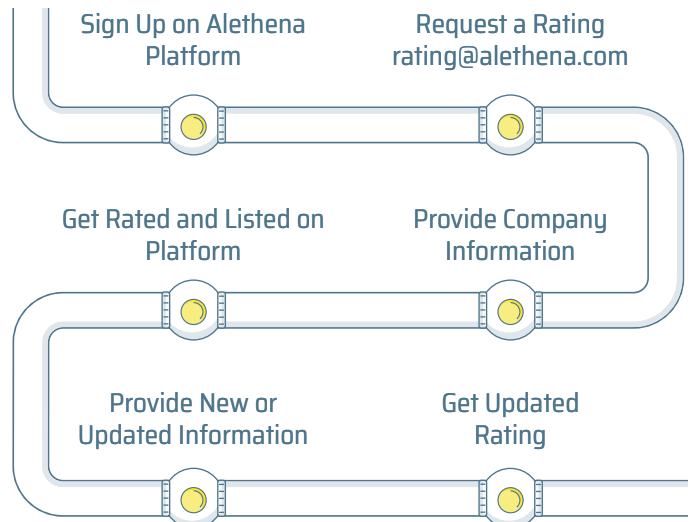 Sign Up on Alethena
Platform
Request a Rating
rating@alethena.com
Get Rated and Listed on
Platform
Provide Company
Information
Provide New or
Updated Information
Get Updated
Rating